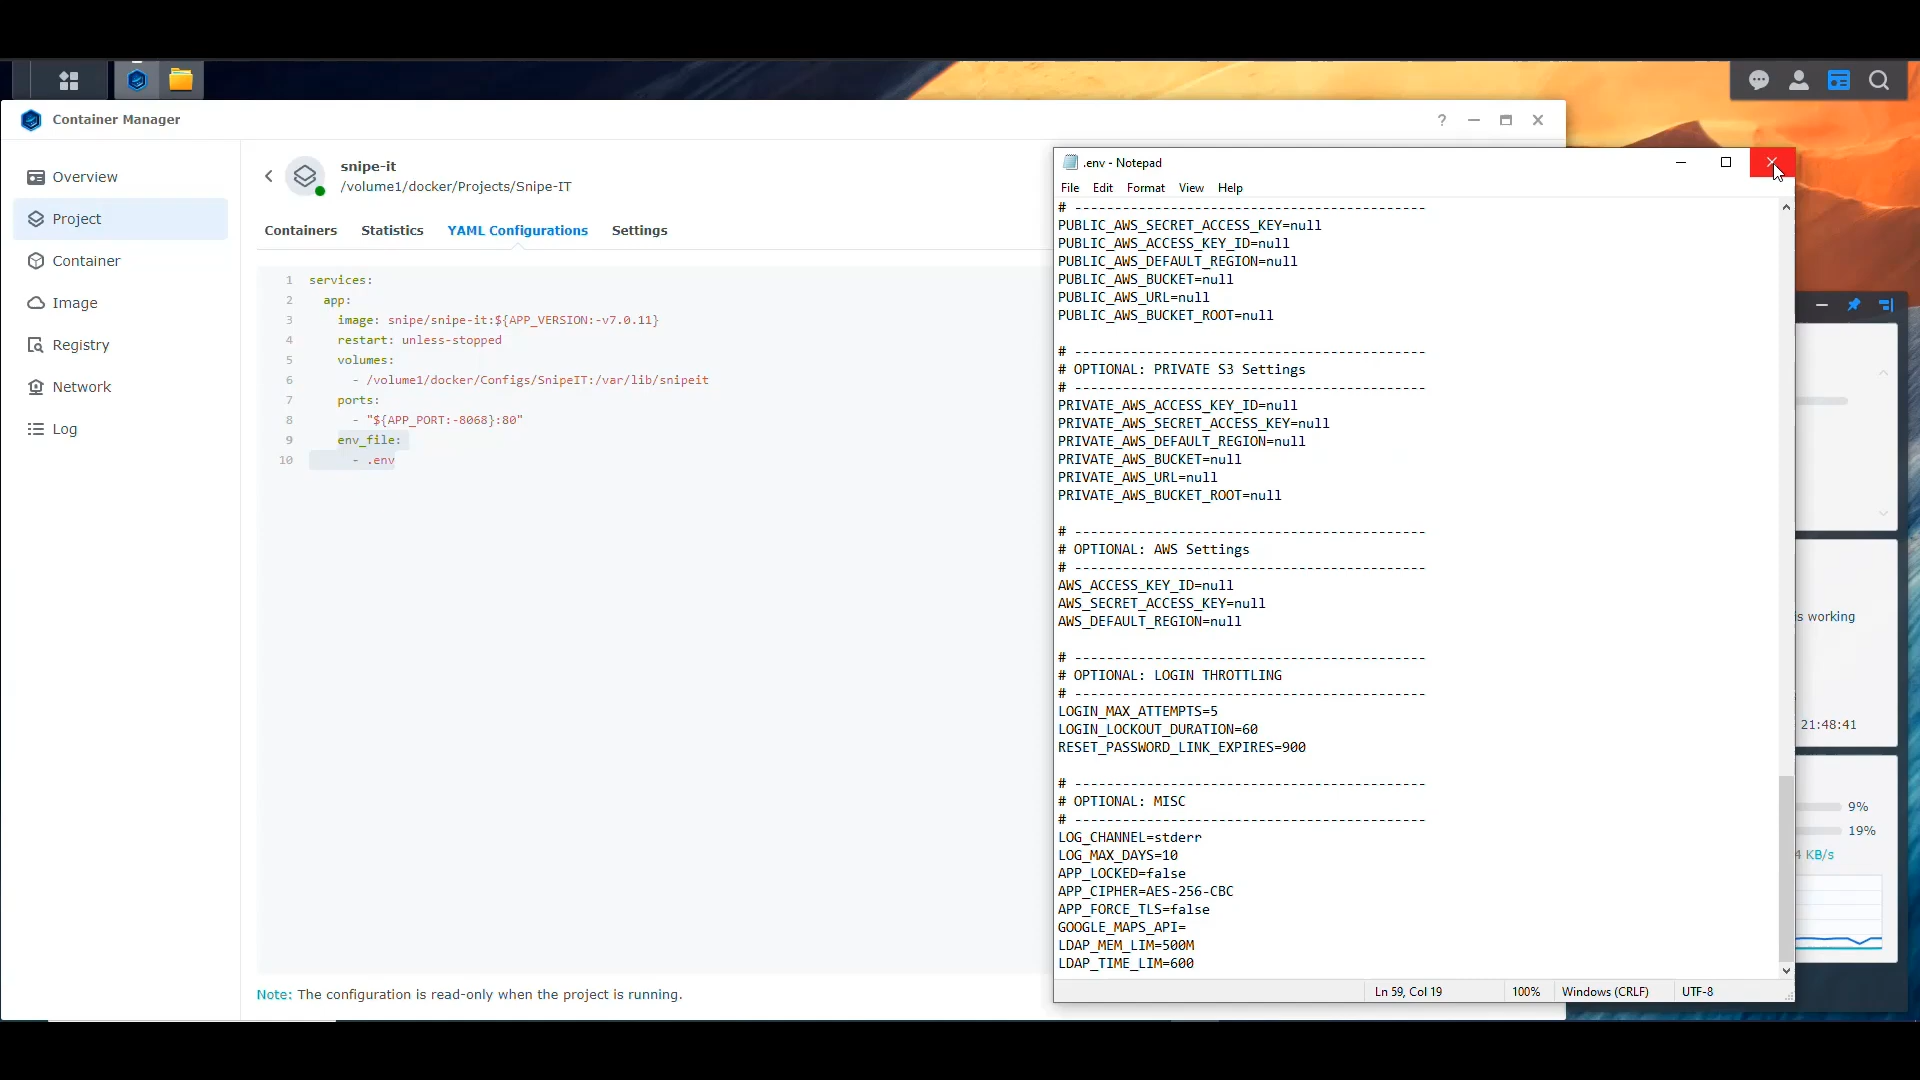 Container Manager
?
Overview
Project
Container
Image
Registry
Network
Log
snipe-it
/volume1/docker/Projects/Snipe-IT
Containers Statistics YAML Configurations Settings
1 services:
2 app:
3 image: snipe/snipe-it:${APP_VERSION:-v7.0.11}
4 restart: unless-stopped
5 volumes:
6 - /volume1/docker/Configs/SnipeIT:/var/lib/snipeit
7 ports:
8 - "${APP_PORT:-8068}:80"
9 env_file:
10 - .env
Note: The configuration is read-only when the project is running.
.env - Notepad
File Edit Format View Help
# --------------------------------------------
PUBLIC_AWS_SECRET_ACCESS_KEY=null
PUBLIC_AWS_ACCESS_KEY_ID=null
PUBLIC_AWS_DEFAULT_REGION=null
PUBLIC_AWS_BUCKET=null
PUBLIC_AWS_URL=null
PUBLIC_AWS_BUCKET_ROOT=null
# --------------------------------------------
# OPTIONAL: PRIVATE S3 Settings
# --------------------------------------------
PRIVATE_AWS_ACCESS_KEY_ID=null
PRIVATE_AWS_SECRET_ACCESS_KEY=null
PRIVATE_AWS_DEFAULT_REGION=null
PRIVATE_AWS_BUCKET=null
PRIVATE_AWS_URL=null
PRIVATE_AWS_BUCKET_ROOT=null
# --------------------------------------------
# OPTIONAL: AWS Settings
# --------------------------------------------
AWS_ACCESS_KEY_ID=null
AWS_SECRET_ACCESS_KEY=null
AWS_DEFAULT_REGION=null
# --------------------------------------------
# OPTIONAL: LOGIN THROTTLING
# --------------------------------------------
LOGIN_MAX_ATTEMPTS=5
LOGIN_LOCKOUT_DURATION=60
RESET_PASSWORD_LINK_EXPIRES=900
# --------------------------------------------
# OPTIONAL: MISC
# --------------------------------------------
LOG_CHANNEL=stderr
LOG_MAX_DAYS=10
APP_LOCKED=false
APP_CIPHER=AES-256-CBC
APP_FORCE_TLS=false
GOOGLE_MAPS_API=
LDAP_MEM_LIM=500M
LDAP_TIME_LIM=600
Ln 59, Col 19 100% Windows (CRLF) UTF-8
is working
21:48:41
9%
19%
4 KB/s